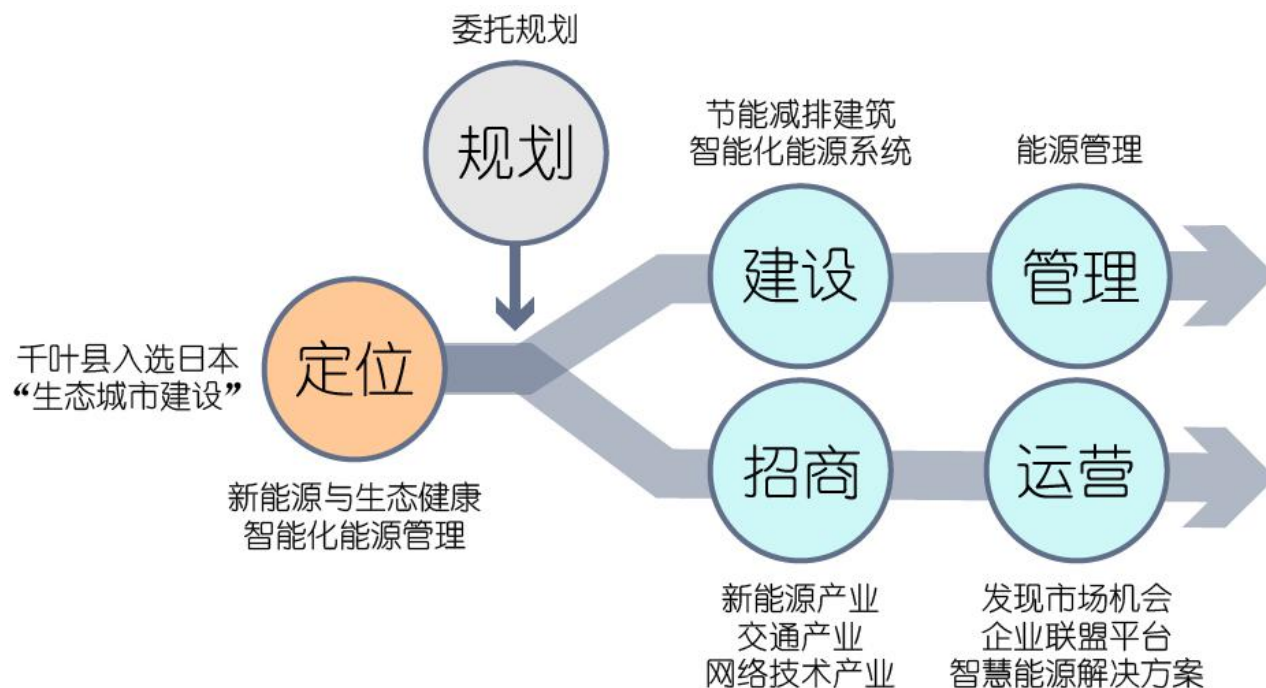 委托规划
规划
节能减排建筑
智能化能源系统
能源管理
建设
管理
千叶县入选日本
“生态城市建设”
定位
新能源与生态健康
智能化能源管理
招商
运营
新能源产业
交通产业
网络技术产业
发现市场机会
企业联盟平台
智慧能源解决方案